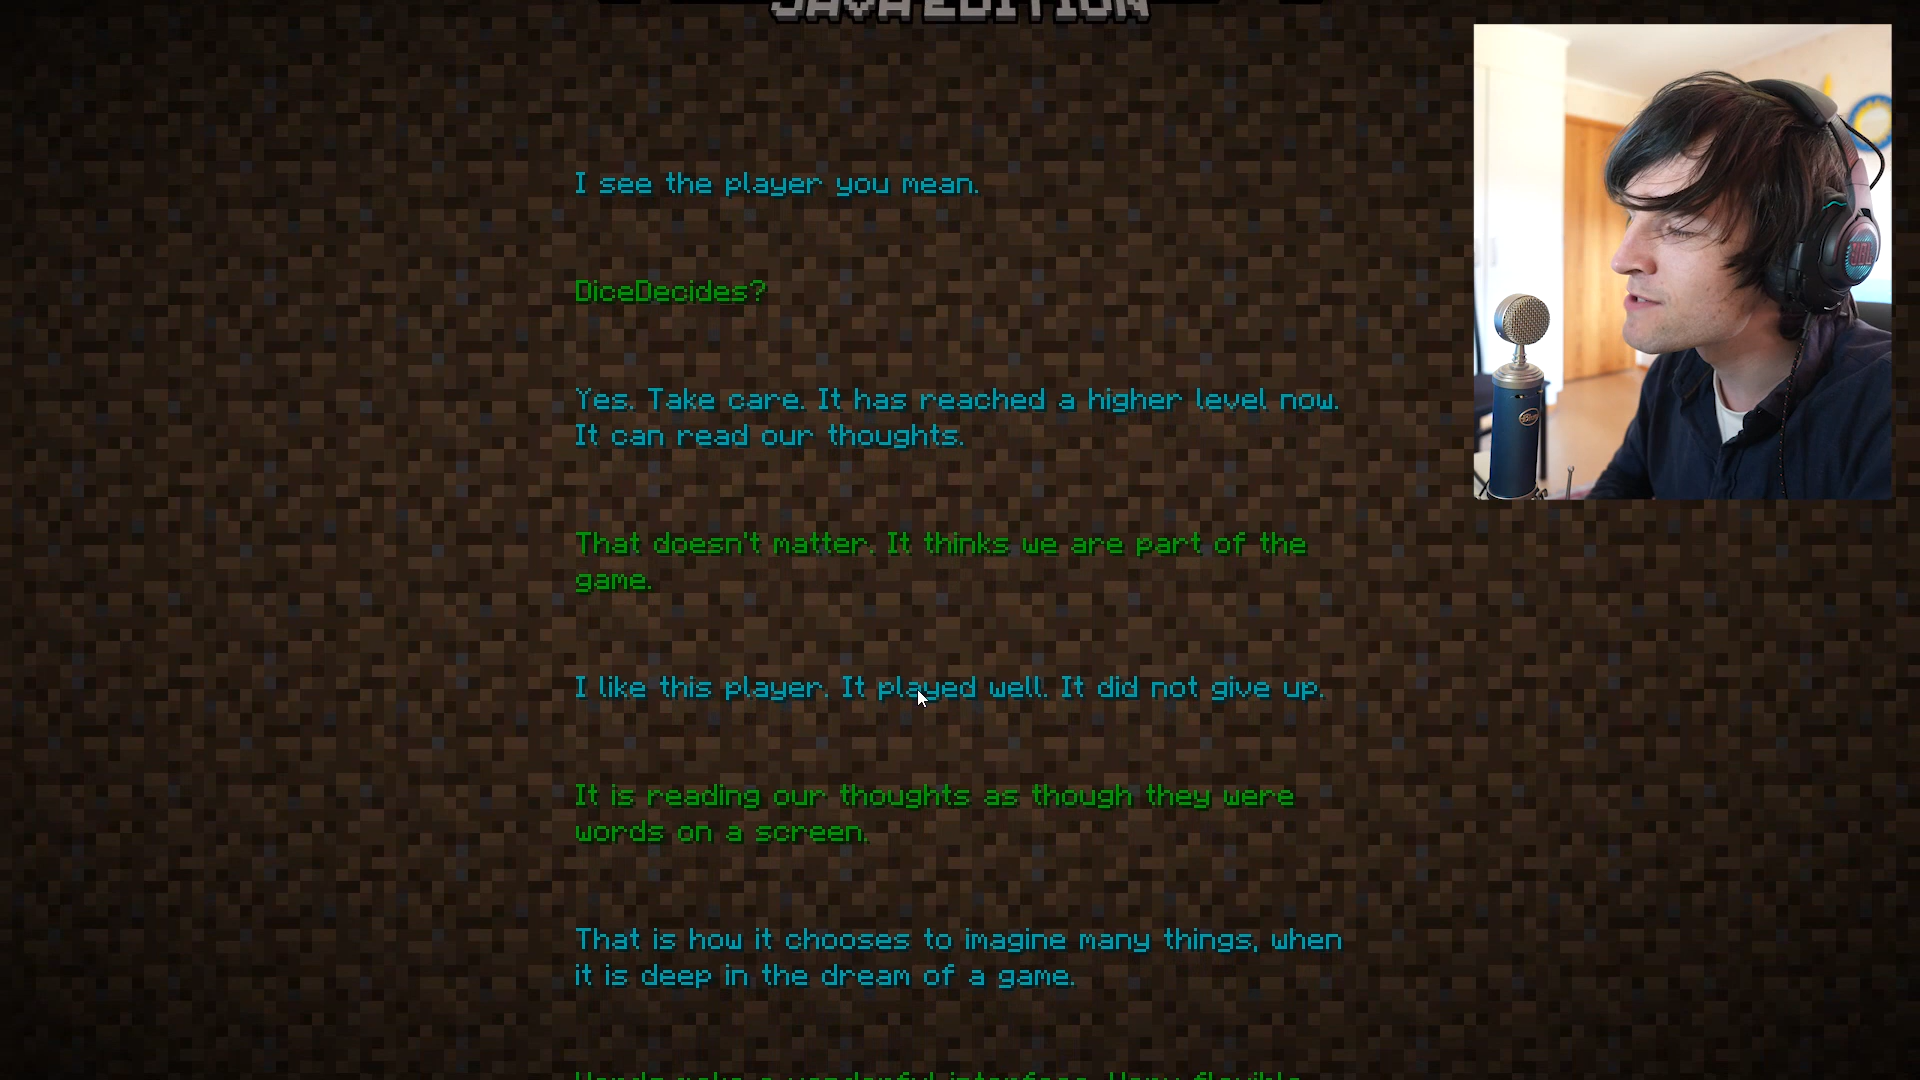 JAVA EDITION
I see the player you mean.
DiceDecides?
Yes. Take care. It has reached a higher level now.
It can read our thoughts.
That doesn't matter. It thinks we are part of the
game.
I like this player. It played well. It did not give up.
It is reading our thoughts as though they were
words on a screen.
That is how it chooses to imagine many things, when
it is deep in the dream of a game.
JBL